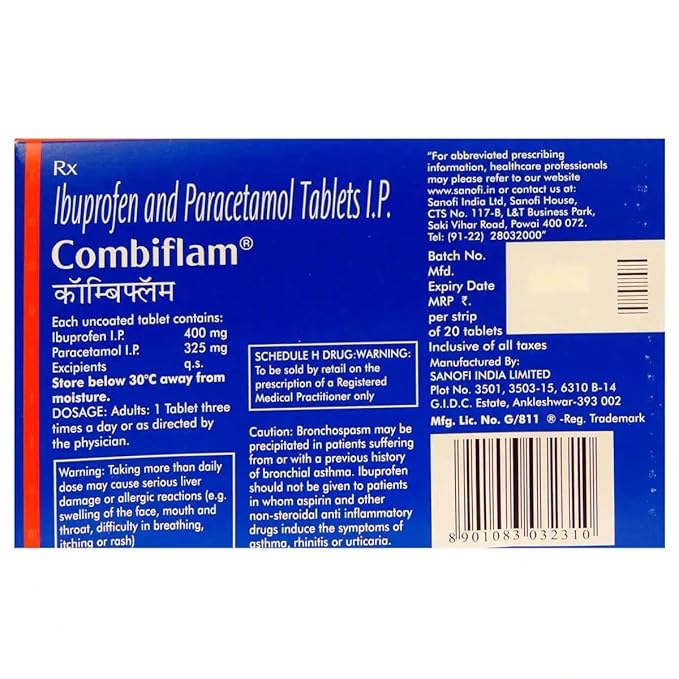 Rx
Ibuprofen and Paracetamol Tablets I.P.
Combiflam®
कॉम्बिफ्लॅम
Each uncoated tablet contains:
Ibuprofen I.P. 400 mg
Paracetamol I.P. 325 mg
Excipients q.s.
Store below 30°C away from
moisture.
DOSAGE: Adults: 1 Tablet three
times a day or as directed by
the physician.
Warning: Taking more than daily
dose may cause serious liver
damage or allergic reactions (e.g.
swelling of the face, mouth and
throat, difficulty in breathing,
itching or rash)
SCHEDULE H DRUG:WARNING:
To be sold by retail on the
prescription of a Registered
Medical Practitioner only
Caution: Bronchospasm may be
precipitated in patients suffering
from or with a previous history
of bronchial asthma. Ibuprofen
should not be given to patients
in whom aspirin and other
non-steroidal anti inflammatory
drugs induce the symptoms of
asthma, rhinitis or urticaria.
"For abbreviated prescribing
information, healthcare professionals
may please refer to our website
www.sanofi.in or contact us at:
Sanofi India Ltd, Sanofi House,
CTS No. 117-B, L&T Business Park,
Saki Vihar Road, Powai 400 072.
Tel: (91-22) 28032000"
Batch No.
Mfd.
Expiry Date
MRP ₹.
per strip
of 20 tablets
Inclusive of all taxes
Manufactured By:
SANOFI INDIA LIMITED
Plot No. 3501, 3503-15, 6310 B-14
G.I.D.C. Estate, Ankleshwar-393 002
Mfg. Lic. No. G/811 ® -Reg. Trademark
8 901083 032310